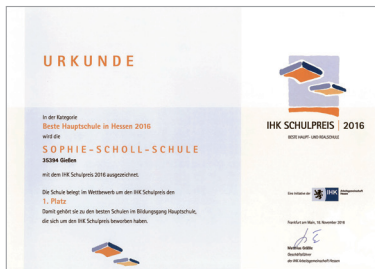 URKUNDE
In der Kategorie
Beste Hauptschule in Hessen 2016
wird die
SOPHIE-SCHOLL-SCHULE
35394 Gießen
mit dem IHK Schulpreis 2016 ausgezeichnet.
Die Schule belegt im Wettbewerb um den IHK Schulpreis den
1. Platz
Damit gehört sie zu den besten Schulen im Bildungsgang Hauptschule,
die sich um den IHK Schulpreis beworben haben.
IHK SCHULPREIS | 2016
BESTE HAUPT- UND REALSCHULE
Eine Initiative der
IHK Arbeitsgemeinschaft
Hessen
Frankfurt am Main, 10. November 2016
Matthias Gräßle
Geschäftsführer
der IHK Arbeitsgemeinschaft Hessen